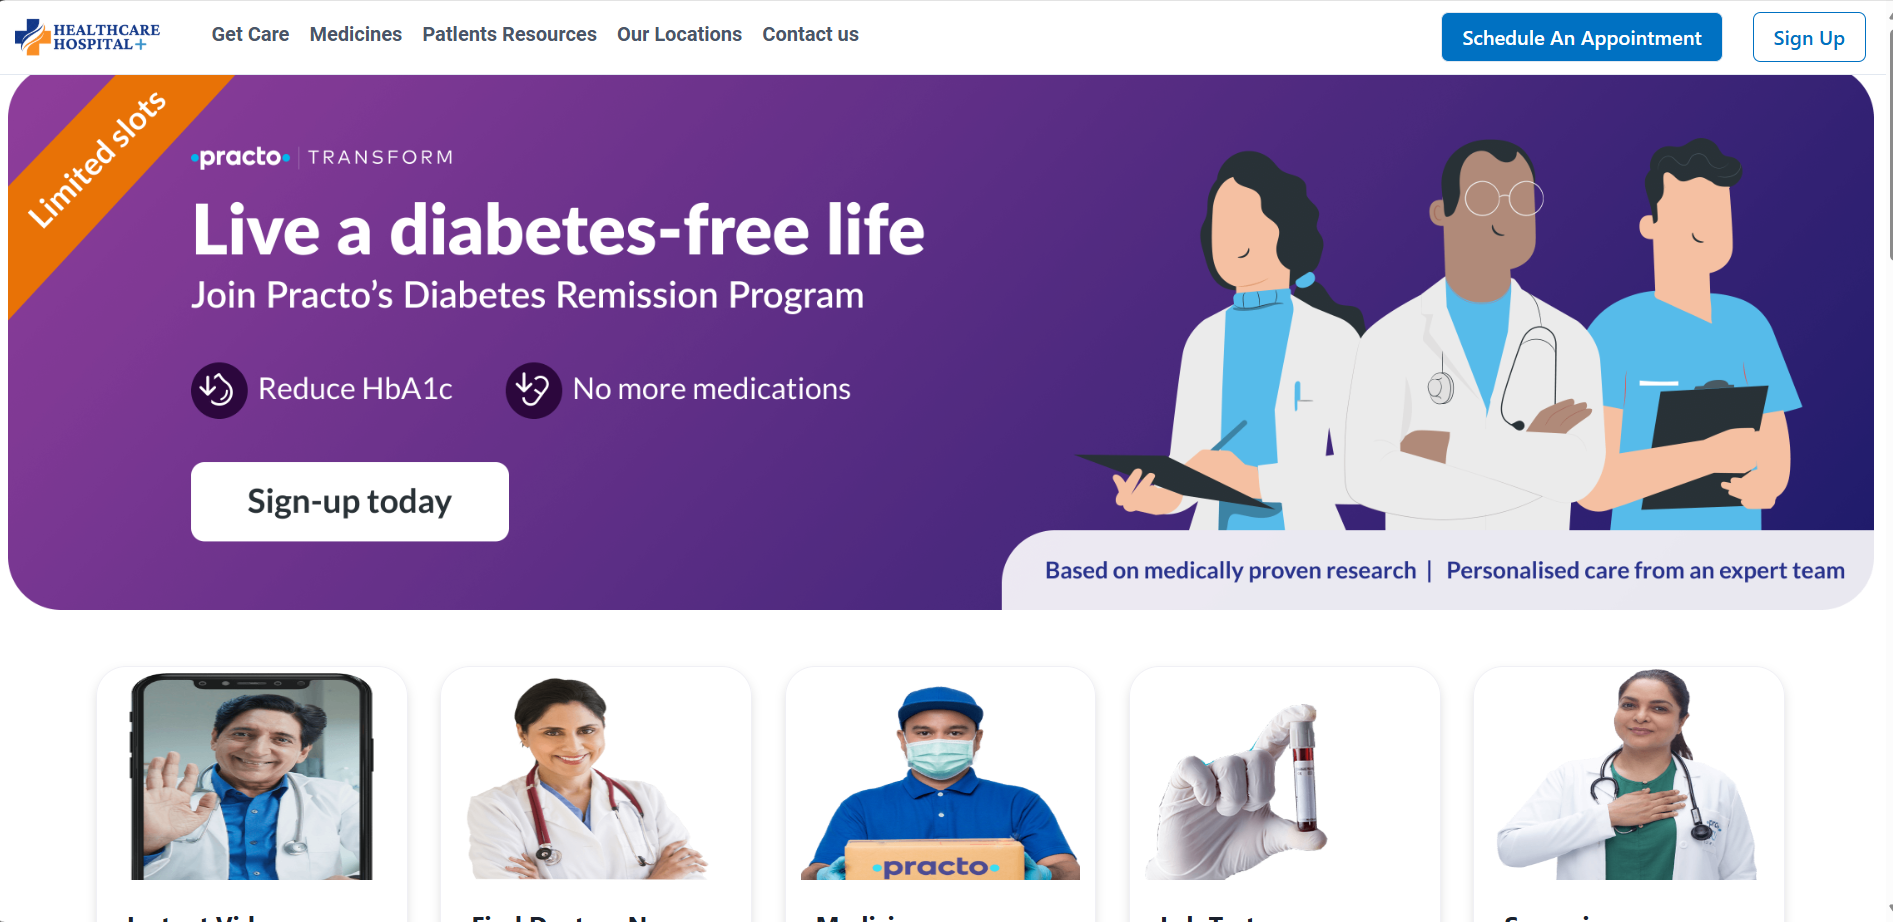 HEALTHCARE
HOSPITAL+
Get Care Medicines Patlents Resources Our Locations Contact us
Schedule An Appointment
Sign Up
Limited slots
practo | TRANSFORM
Live a diabetes-free life
Join Practo's Diabetes Remission Program
Reduce HbA1c
No more medications
Sign-up today
Based on medically proven research | Personalised care from an expert team
practo